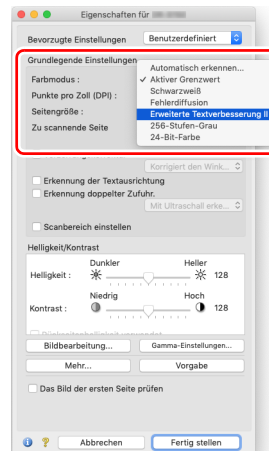 Eigenschaften für
Bevorzugte Einstellungen
Benutzerdefiniert
Grundlegende Einstellungen
Automatisch erkennen...
Farbmodus :
✓ Aktiver Grenzwert
Schwarzweiß
Punkte pro Zoll (DPI) :
Fehlerdiffusion
Seitengröße :
Erweiterte Textverbesserung II
Zu scannende Seite
256-Stufen-Grau
24-Bit-Farbe
Korrigiert den Wink...
Erkennung der Textausrichtung
Erkennung doppelter Zufuhr.
Mit Ultraschall erke...
Scanbereich einstellen
Helligkeit/Kontrast
Dunkler Heller
Helligkeit : 128
Niedrig Hoch
Kontrast : 128
Bildbearbeitung... Gamma-Einstellungen...
Mehr... Vorgabe
Das Bild der ersten Seite prüfen
Abbrechen Fertig stellen